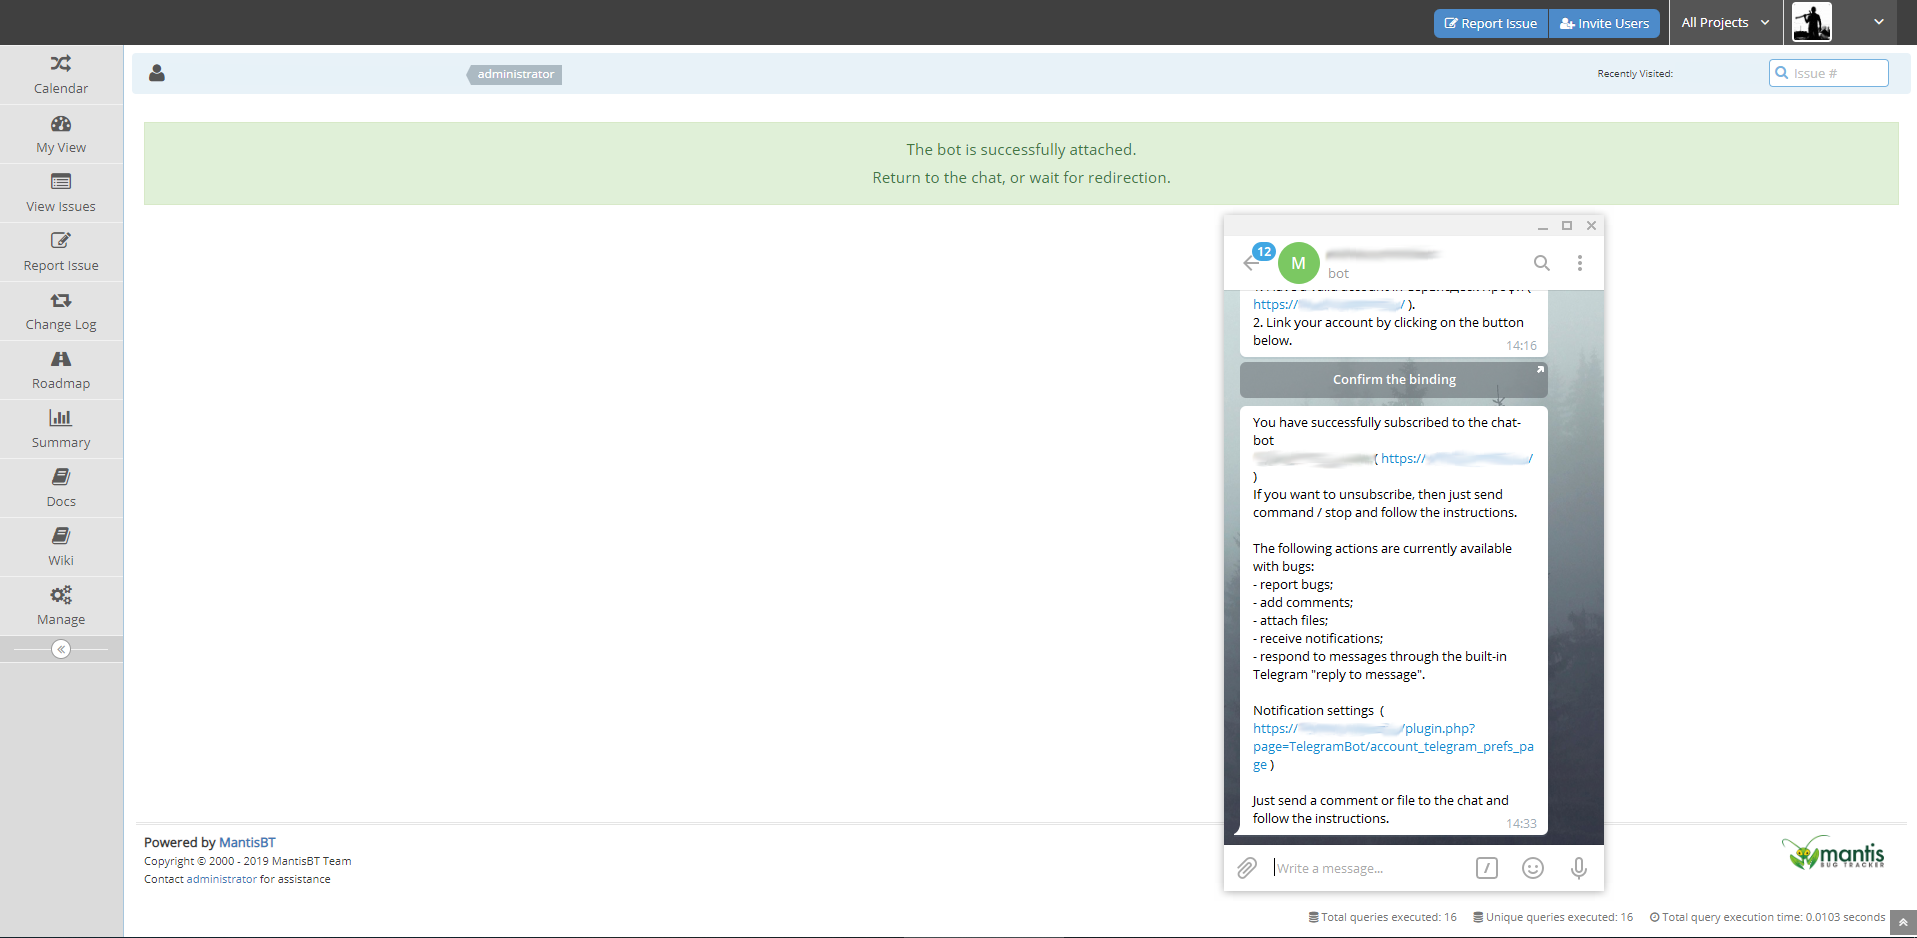 Report Issue
Invite Users
All Projects
administrator
Recently Visited:
Issue #
Calendar
My View
View Issues
Report Issue
Change Log
Roadmap
Summary
Docs
Wiki
Manage
The bot is successfully attached.
Return to the chat, or wait for redirection.
12
M
bot
https:// / ).
2. Link your account by clicking on the button
below.
14:16
Confirm the binding
You have successfully subscribed to the chat-
bot
( https:// /
)
If you want to unsubscribe, then just send
command / stop and follow the instructions.
The following actions are currently available
with bugs:
- report bugs;
- add comments;
- attach files;
- receive notifications;
- respond to messages through the built-in
Telegram "reply to message".
Notification settings (
https:// /plugin.php?
page=TelegramBot/account_telegram_prefs_pa
ge )
Just send a comment or file to the chat and
follow the instructions.
14:33
Write a message...
Powered by MantisBT
Copyright © 2000 - 2019 MantisBT Team
Contact administrator for assistance
mantis
BUG TRACKER
Total queries executed: 16
Unique queries executed: 16
Total query execution time: 0.0103 seconds